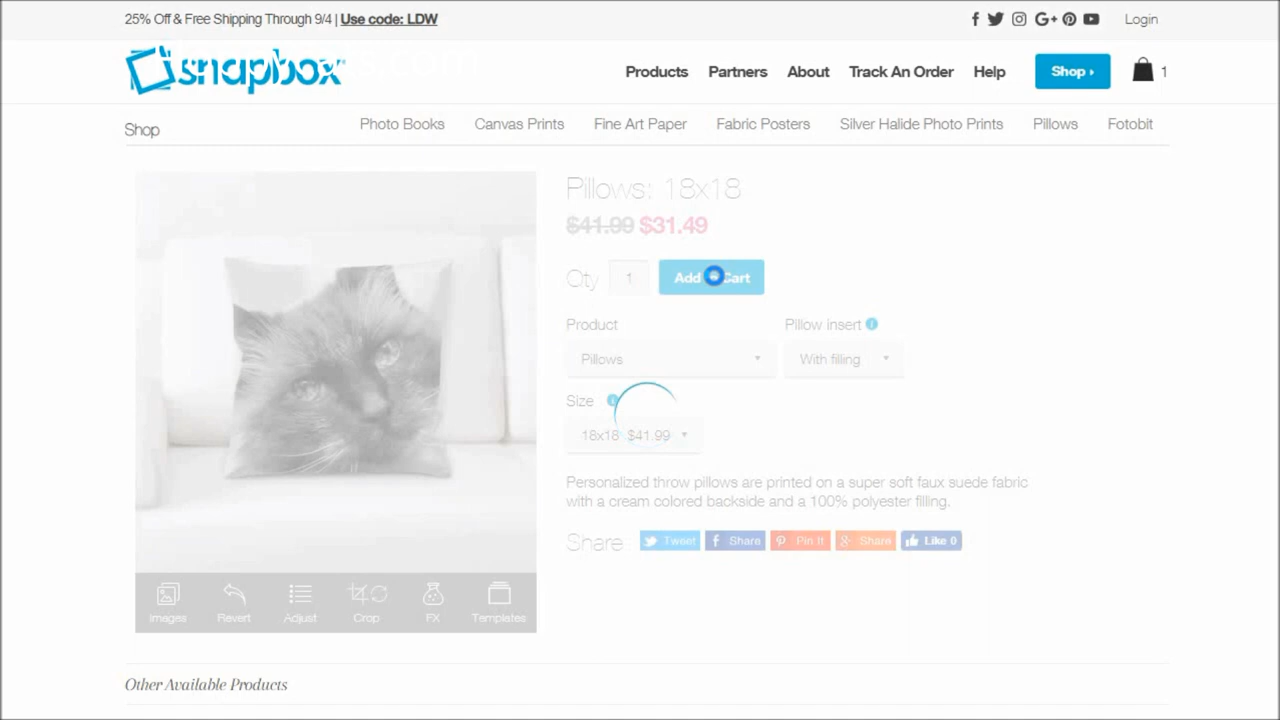 25% Off & Free Shipping Through 9/4 | Use code: LDW
Login
snapbox
Products Partners About Track An Order Help Shop › 1
Shop Photo Books Canvas Prints Fine Art Paper Fabric Posters Silver Halide Photo Prints Pillows Fotobit
Pillows: 18x18
$41.99 $31.49
Qty 1 Add Cart
Product Pillow Insert
Pillows With filling
Size
18x18 $41.99
Personalized throw pillows are printed on a super soft faux suede fabric
with a cream colored backside and a 100% polyester filling.
Share Tweet Share Pin It Share Like 0
Images Revert Adjust Crop FX Templates
Other Available Products